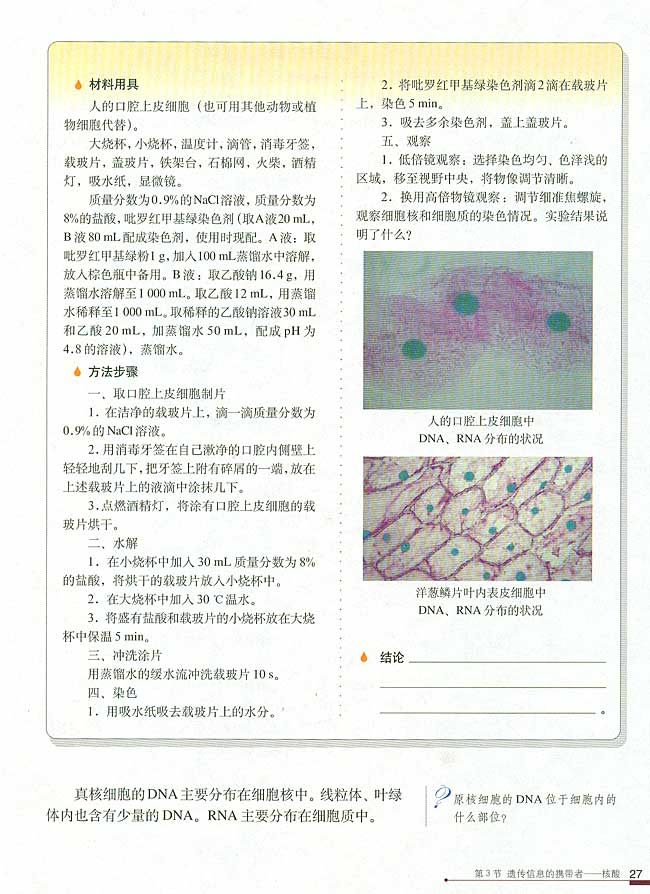 材料用具
人的口腔上皮细胞（也可用其他动物或植
物细胞代替）。
大烧杯，小烧杯，温度计，滴管，消毒牙签，
载玻片，盖玻片，铁架台，石棉网，火柴，酒精
灯，吸水纸，显微镜。
质量分数为0.9%的NaCl溶液，质量分数为
8%的盐酸，吡罗红甲基绿染色剂（取A液20 mL，
B液80 mL配成染色剂，使用时现配。A液：取
吡罗红甲基绿粉1 g，加入100 mL蒸馏水中溶解，
放入棕色瓶中备用。B液：取乙酸钠16.4 g，用
蒸馏水溶解至1 000 mL。取乙酸12 mL，用蒸馏
水稀释至1 000 mL。取稀释的乙酸钠溶液30 mL
和乙酸20 mL，加蒸馏水50 mL，配成pH为
4.8的溶液），蒸馏水。
方法步骤
一、取口腔上皮细胞制片
1．在洁净的载玻片上，滴一滴质量分数为
0.9%的NaCl溶液。
2．用消毒牙签在自己漱净的口腔内侧壁上
轻轻地刮几下，把牙签上附有碎屑的一端，放在
上述载玻片上的液滴中涂抹几下。
3．点燃酒精灯，将涂有口腔上皮细胞的载
玻片烘干。
二、水解
1．在小烧杯中加入30 mL质量分数为8%
的盐酸，将烘干的载玻片放入小烧杯中。
2．在大烧杯中加入30 ℃温水。
3．将盛有盐酸和载玻片的小烧杯放在大烧
杯中保温5 min。
三、冲洗涂片
用蒸馏水的缓水流冲洗载玻片10 s。
四、染色
1．用吸水纸吸去载玻片上的水分。
2．将吡罗红甲基绿染色剂滴2滴在载玻片
上，染色5 min。
3．吸去多余染色剂，盖上盖玻片。
五、观察
1．低倍镜观察：选择染色均匀、色泽浅的
区域，移至视野中央，将物像调节清晰。
2．换用高倍物镜观察：调节细准焦螺旋，
观察细胞核和细胞质的染色情况。实验结果说
明了什么？
人的口腔上皮细胞中
DNA、RNA分布的状况
洋葱鳞片叶内表皮细胞中
DNA、RNA分布的状况
结论
。
真核细胞的DNA主要分布在细胞核中。线粒体、叶绿
体内也含有少量的DNA。RNA主要分布在细胞质中。
原核细胞的DNA位于细胞内的
什么部位？
第3节 遗传信息的携带者——核酸 27